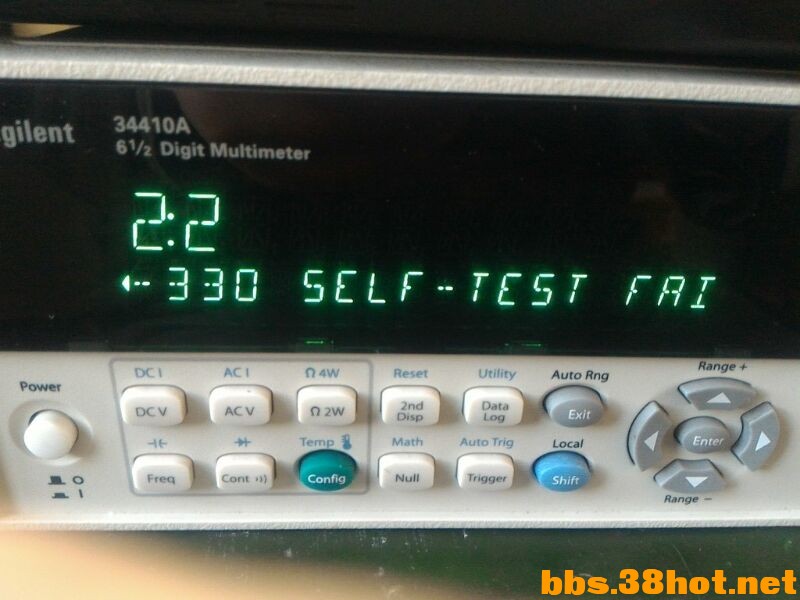 gilent
34410A
6½ Digit Multimeter
2:2
--330 SELF-TEST FAI
Power
DC I
AC I
Ω 4W
Reset
Utility
Auto Rng
Range +
DC V
AC V
Ω 2W
2nd Disp
Data Log
Exit
Enter
Temp
Math
Auto Trig
Local
Freq
Cont
Config
Null
Trigger
Shift
Range −
bbs.38hot.net